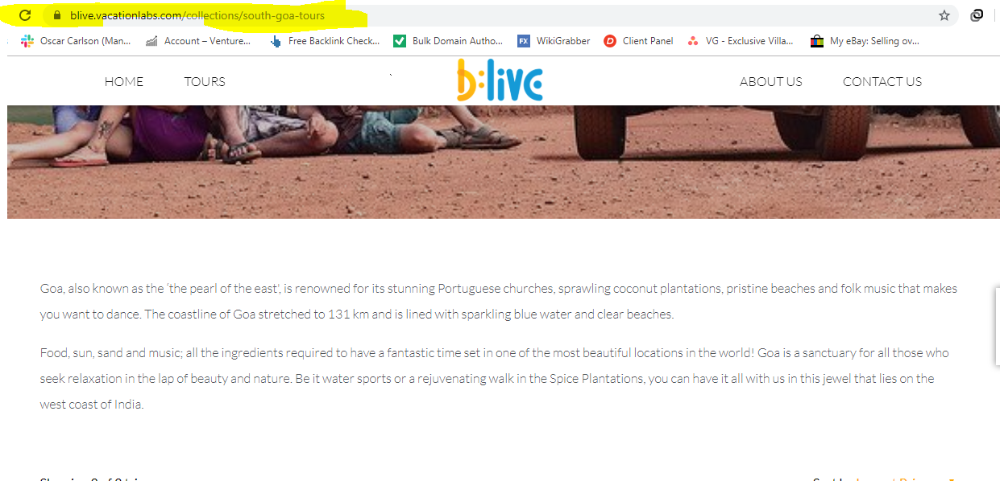 blive.vacationlabs.com/collections/south-goa-tours
Oscar Carlson (Man... Account – Venture... Free Backlink Check... Bulk Domain Autho... FX WikiGrabber D Client Panel VG - Exclusive Villa... My eBay: Selling ov...
HOME TOURS b:live ABOUT US CONTACT US
Goa, also known as the ‘the pearl of the east', is renowned for its stunning Portuguese churches, sprawling coconut plantations, pristine beaches and folk music that makes
you want to dance. The coastline of Goa stretched to 131 km and is lined with sparkling blue water and clear beaches.
Food, sun, sand and music; all the ingredients required to have a fantastic time set in one of the most beautiful locations in the world! Goa is a sanctuary for all those who
seek relaxation in the lap of beauty and nature. Be it water sports or a rejuvenating walk in the Spice Plantations, you can have it all with us in this jewel that lies on the
west coast of India.